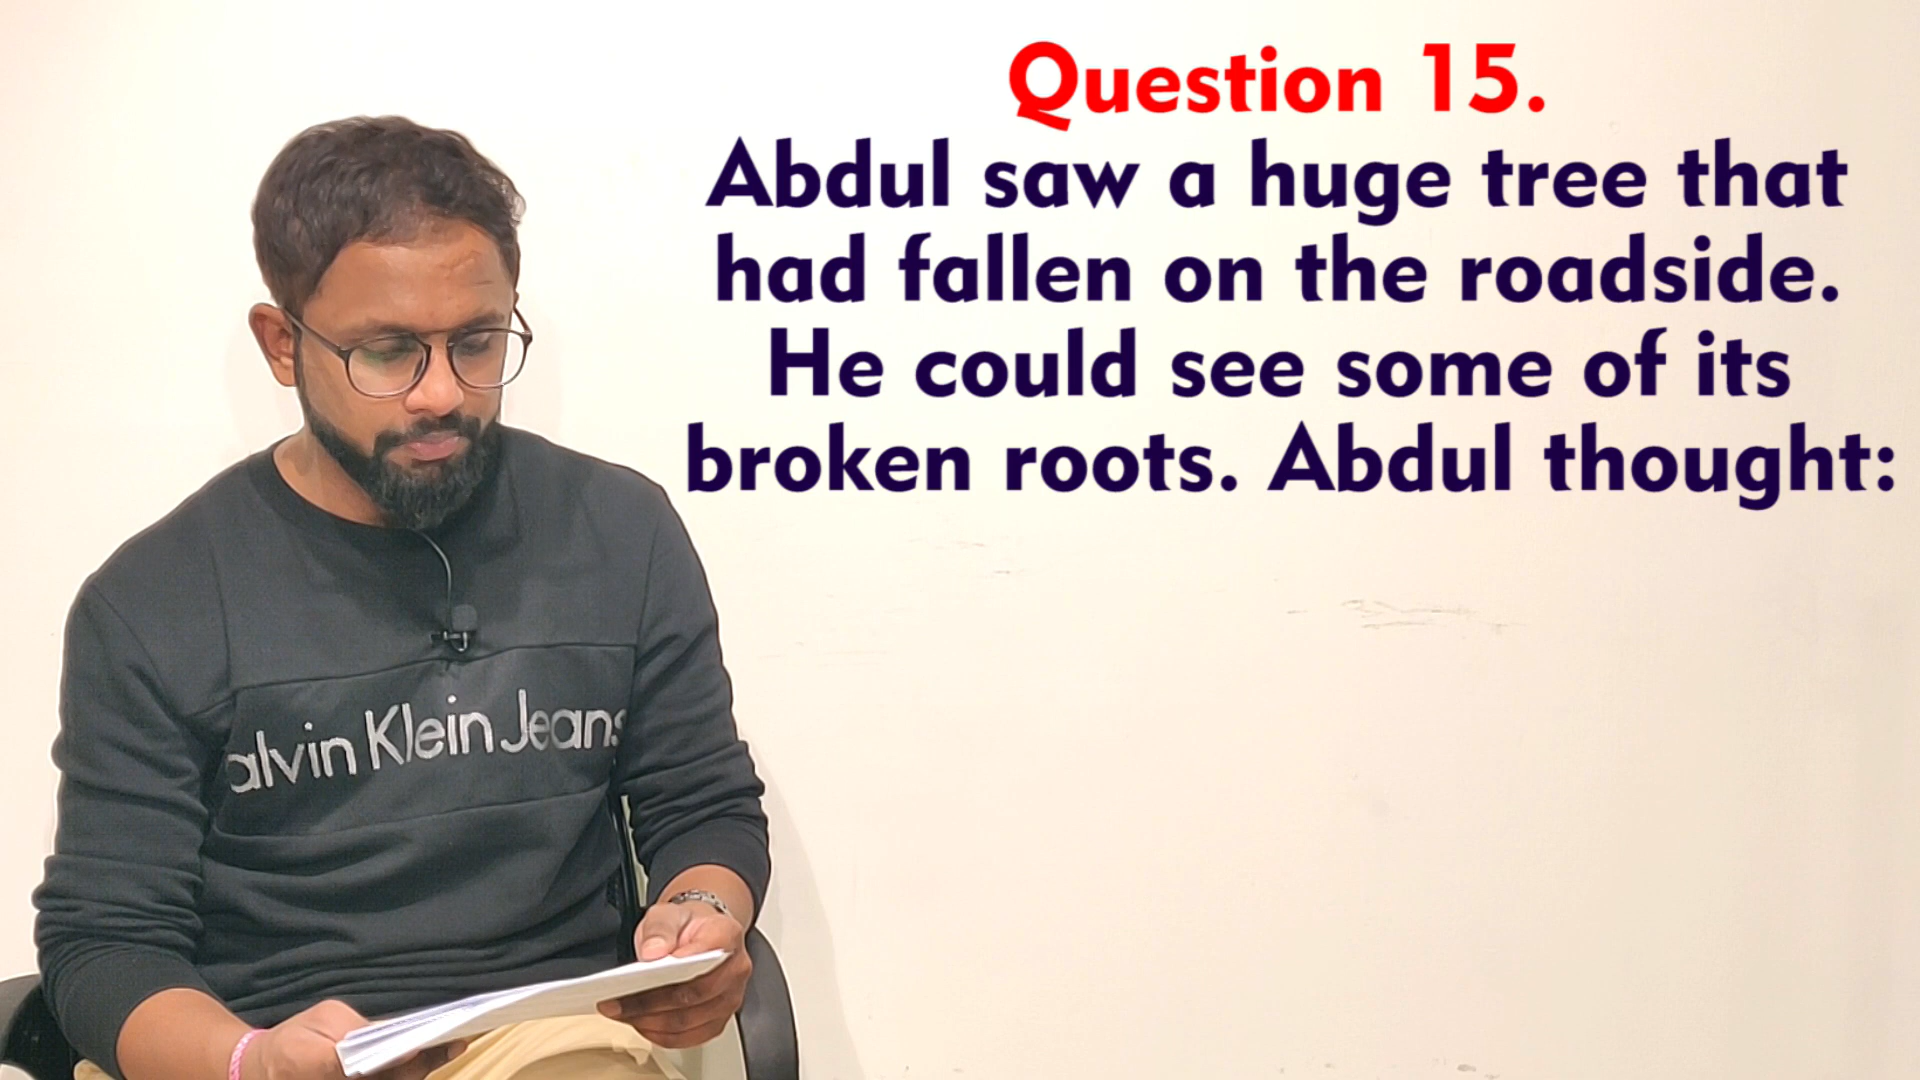 Question 15.
Abdul saw a huge tree that
had fallen on the roadside.
He could see some of its
broken roots. Abdul thought:
alvin Klein Jeans